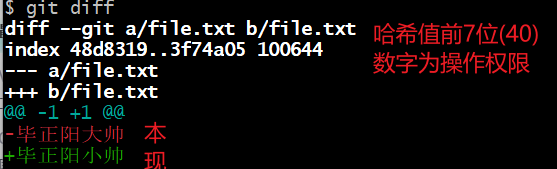 $ git diff
diff --git a/file.txt b/file.txt
哈希值前7位(40)
index 48d8319..3f74a05 100644
数字为操作权限
--- a/file.txt
+++ b/file.txt
@@ -1 +1 @@
-毕正阳大帅
本
+毕正阳小帅
现